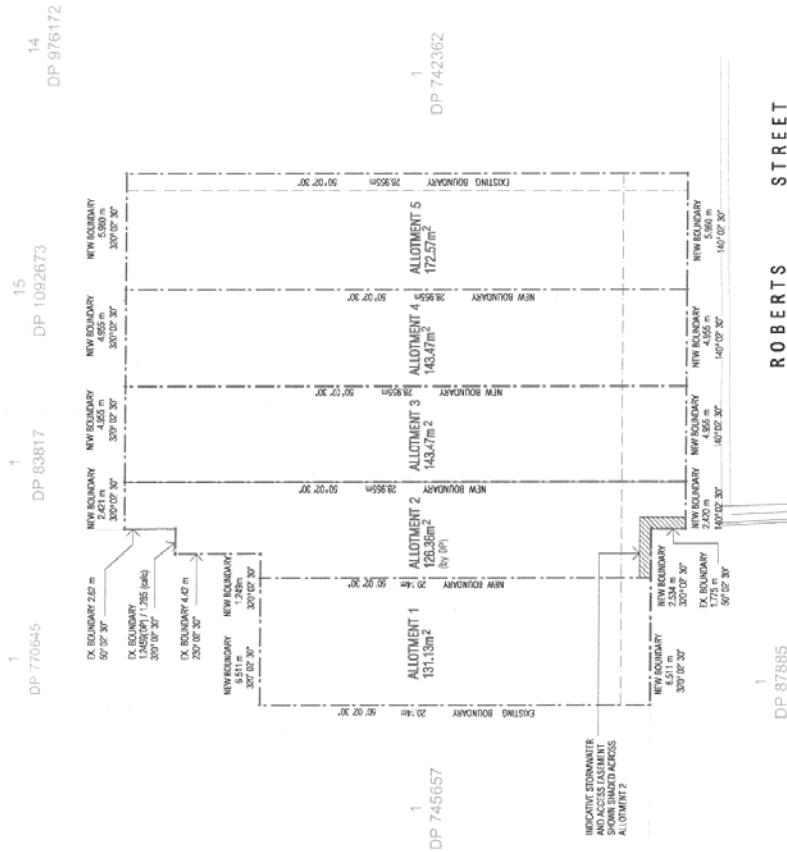 14
DP 976172
15
DP 1092673
1
DP 83817
1
DP 770645
1
DP 742362
NEW BOUNDARY
5.960 m
320° 02' 30"
NEW BOUNDARY
4.955 m
320° 02' 30"
NEW BOUNDARY
4.955 m
320° 02' 30"
NEW BOUNDARY
2.421 m
320° 02' 30"
EX. BOUNDARY 2.62 m
50° 02' 30"
EX. BOUNDARY
1.2459(DP) / 1.285 (calc)
320° 02' 30"
EX. BOUNDARY 4.42 m
230° 02' 30"
NEW BOUNDARY
1.249m
320° 02' 30"
NEW BOUNDARY
6.511 m
320° 02' 30"
EXISTING BOUNDARY 28.955m 50° 02' 30"
ALLOTMENT 5
172.57m²
NEW BOUNDARY 28.955m 50° 02' 30"
ALLOTMENT 4
143.47m²
NEW BOUNDARY 28.955m 50° 02' 30"
ALLOTMENT 3
143.47m²
NEW BOUNDARY 28.955m 50° 02' 30"
ALLOTMENT 2
126.36m²
(by DP)
NEW BOUNDARY 20.14m 50° 02' 30"
ALLOTMENT 1
131.13m²
EXISTING BOUNDARY 20.14m 50° 02' 30"
NEW BOUNDARY
5.960 m
140° 02' 30"
NEW BOUNDARY
4.955 m
140° 02' 30"
NEW BOUNDARY
4.955 m
140° 02' 30"
NEW BOUNDARY
2.420 m
140° 02' 30"
EX. BOUNDARY
1.775 m
50° 02' 30"
NEW BOUNDARY
2.534 m
320° 02' 30"
NEW BOUNDARY
6.511 m
320° 02' 30"
1
DP 745657
INDICATIVE STORMWATER
AND ACCESS EASEMENT
SHOWN SHADED ACROSS
ALLOTMENT 2
1
DP 87885
ROBERTS STREET